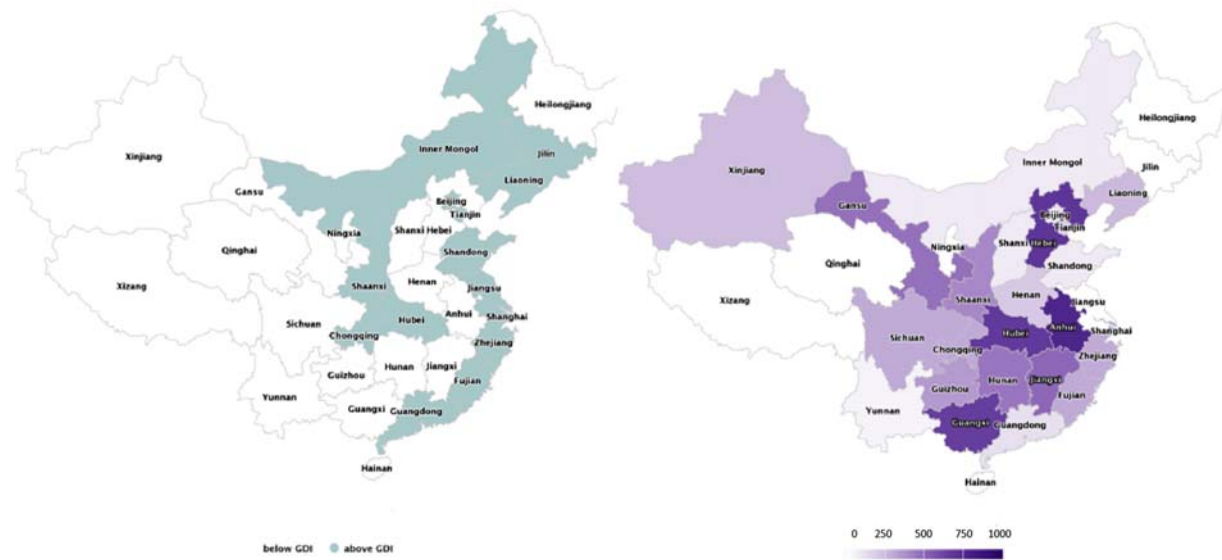 Heilongjiang
Inner Mongol
Jilin
Xinjiang
Liaoning
Gansu
Beijing
Tianjin
Ningxia
Shanxi Hebei
Qinghai
Shandong
Henan
Shaanxi
Jiangsu
Xizang
Anhui
Shanghai
Hubei
Sichuan
Chongqing
Zhejiang
Hunan
Jiangxi
Guizhou
Fujian
Yunnan
Guangxi
Guangdong
Hainan
below GDI above GDI
Heilongjiang
Inner Mongol
Jilin
Xinjiang
Liaoning
Gansu
Beijing
Tianjin
Ningxia
Shanxi Hebei
Qinghai
Shandong
Henan
Shaanxi
Jiangsu
Xizang
Anhui
Shanghai
Hubei
Sichuan
Chongqing
Zhejiang
Hunan
Jiangxi
Guizhou
Fujian
Yunnan
Guangxi
Guangdong
Hainan
0 250 500 750 1000